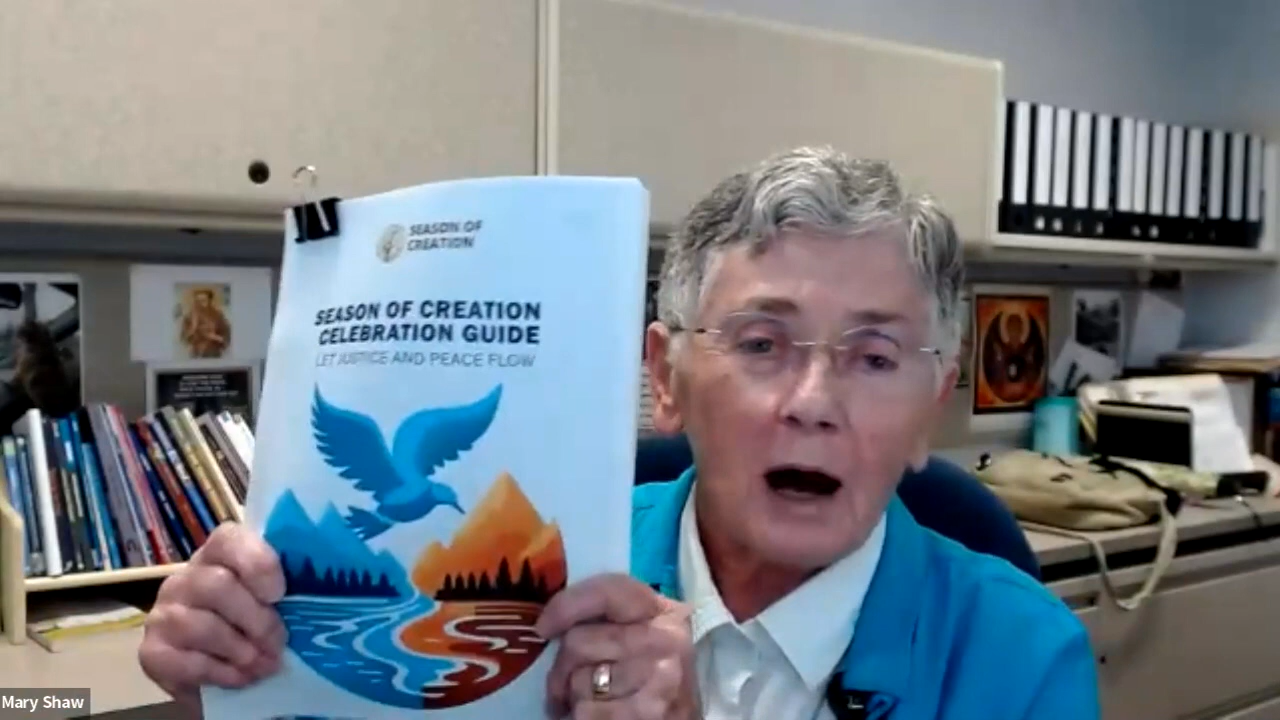 SEASON OF
CREATION
SEASON OF CREATION
CELEBRATION GUIDE
LET JUSTICE AND PEACE FLOW
Mary Shaw